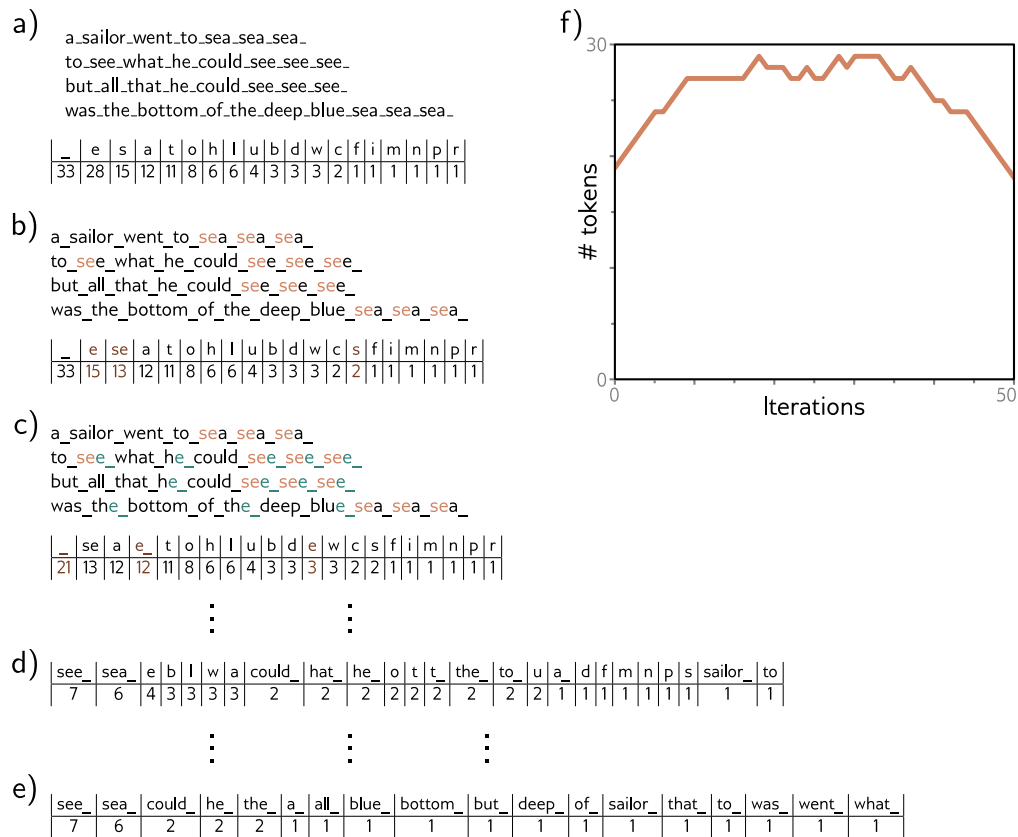 a)
a_sailor_went_to_sea_sea_sea_
to_see_what_he_could_see_see_see_
but_all_that_he_could_see_see_see_
was_the_bottom_of_the_deep_blue_sea_sea_sea_
_ e s a t o h l u b d w c f i m n p r
33 28 15 12 11 8 6 6 4 3 3 3 2 1 1 1 1 1 1
b)
a_sailor_went_to_sea_sea_sea_
to_see_what_he_could_see_see_see_
but_all_that_he_could_see_see_see_
was_the_bottom_of_the_deep_blue_sea_sea_sea_
_ e se a t o h l u b d w c s f i m n p r
33 15 13 12 11 8 6 6 4 3 3 3 2 2 1 1 1 1 1 1
c)
a_sailor_went_to_sea_sea_sea_
to_see_what_he_could_see_see_see_
but_all_that_he_could_see_see_see_
was_the_bottom_of_the_deep_blue_sea_sea_sea_
_ se a e_ t o h l u b d e w c s f i m n p r
21 13 12 12 11 8 6 6 4 3 3 3 3 2 2 1 1 1 1 1 1
d)
see_ sea_ e b l w a could_ hat_ he_ o t t_ the_ to_ u a_ d f m n p s sailor_ to
7 6 4 3 3 3 3 2 2 2 2 2 2 2 2 2 1 1 1 1 1 1 1 1 1
e)
see_ sea_ could_ he_ the_ a_ all_ blue_ bottom_ but_ deep_ of_ sailor_ that_ to_ was_ went_ what_
7 6 2 2 2 1 1 1 1 1 1 1 1 1 1 1 1 1
f)
30
# tokens
0
0
50
Iterations